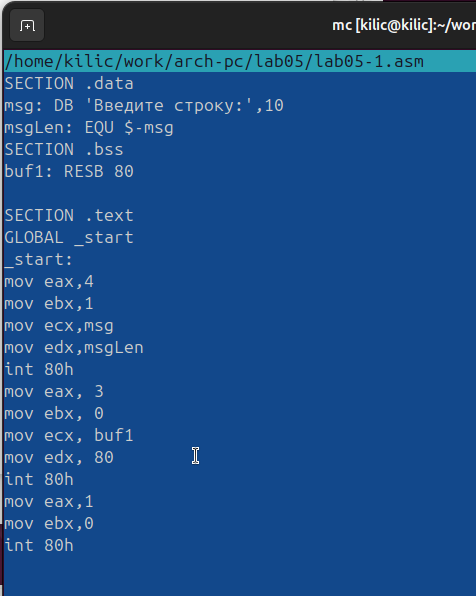 mc [kilic@kilic]:~/wor
/home/kilic/work/arch-pc/lab05/lab05-1.asm
SECTION .data
msg: DB 'Введите строку:',10
msgLen: EQU $-msg
SECTION .bss
buf1: RESB 80
SECTION .text
GLOBAL _start
_start:
mov eax,4
mov ebx,1
mov ecx,msg
mov edx,msgLen
int 80h
mov eax, 3
mov ebx, 0
mov ecx, buf1
mov edx, 80
int 80h
mov eax,1
mov ebx,0
int 80h